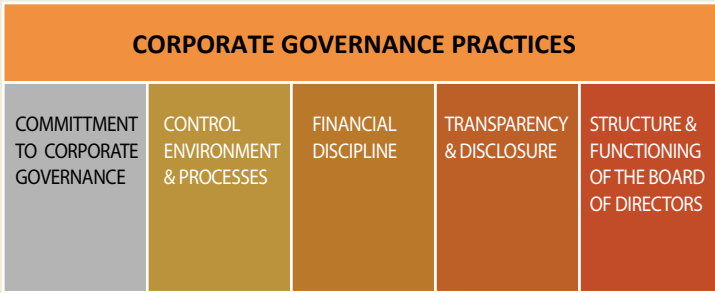 CORPORATE GOVERNANCE PRACTICES
COMMITTMENT
TO CORPORATE
GOVERNANCE
CONTROL
ENVIRONMENT
& PROCESSES
FINANCIAL
DISCIPLINE
TRANSPARENCY
& DISCLOSURE
STRUCTURE &
FUNCTIONING
OF THE BOARD
OF DIRECTORS